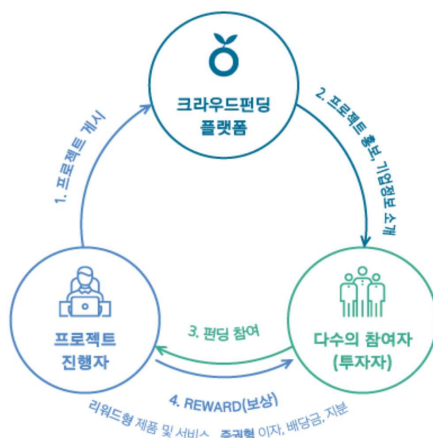 크라우드펀딩
플랫폼
1. 프로젝트 게시
2. 프로젝트 홍보, 기업정보 소개
프로젝트
진행자
3. 펀딩 참여
다수의 참여자
(투자자)
4. REWARD(보상)
리워드형 제품 및 서비스 증권형 이자, 배당금, 지분